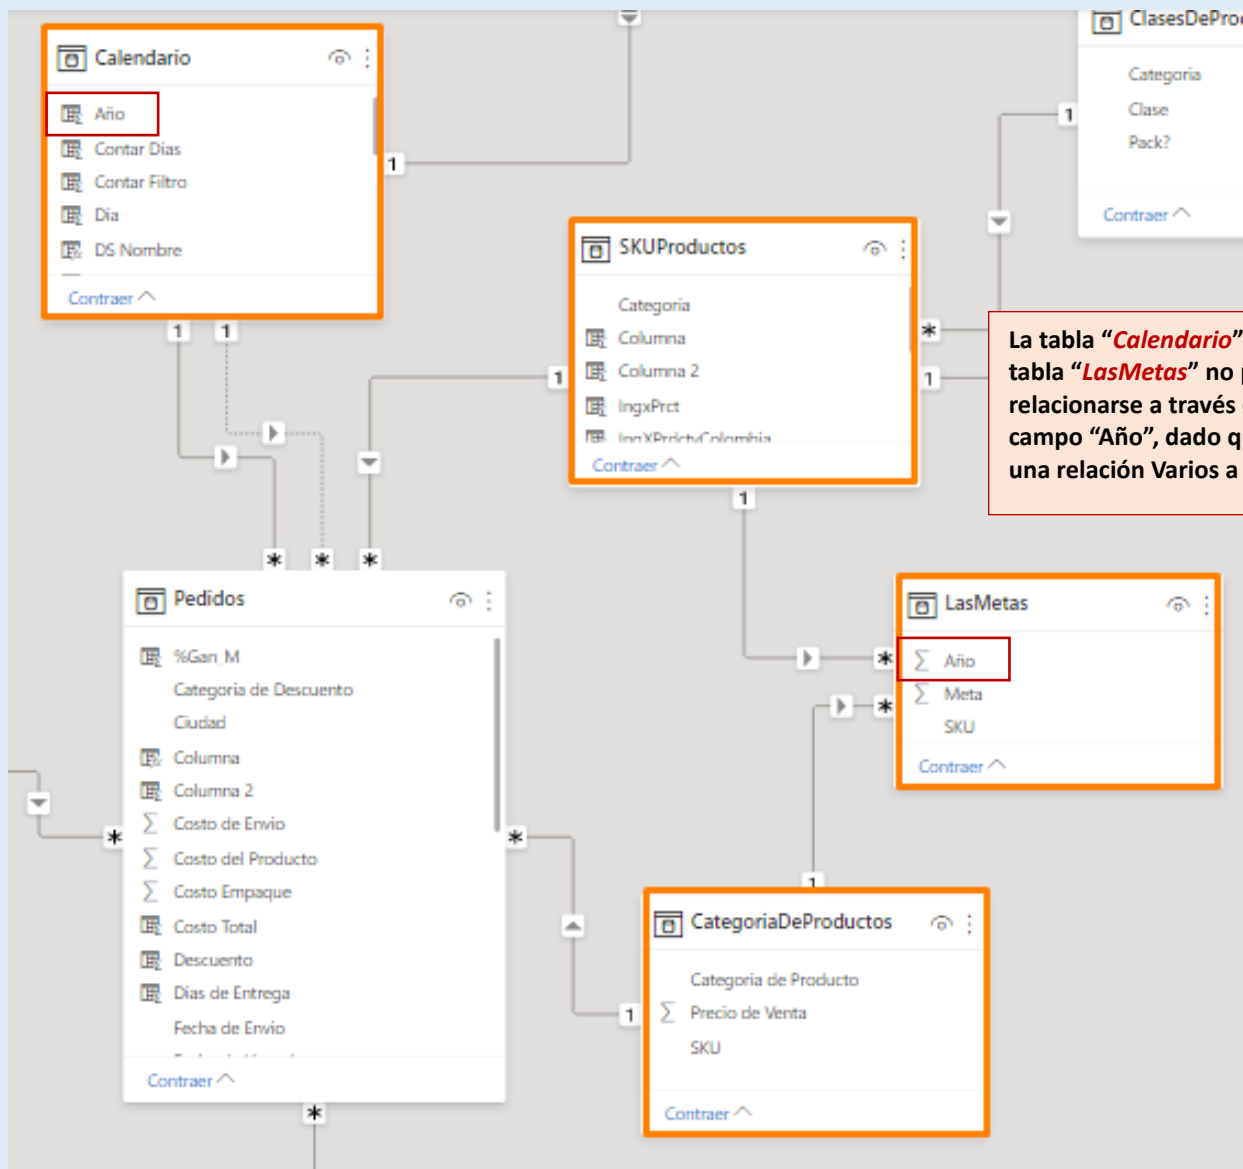 Calendario
Año
Contar Dias
Contar Filtro
Dia
DS Nombre
Contraer
1
1
1
ClasesDeProd
Categoria
Clase
Pack?
Contraer
1
SKUProductos
Categoria
Columna
Columna 2
IngxPrct
IngXPrdctvColombia
Contraer
*
1
1
1
La tabla “Calendario”
tabla “LasMetas” no p
relacionarse a través
campo “Año”, dado q
una relación Varios a
* * *
Pedidos
%Gan_M
Categoria de Descuento
Ciudad
Columna
Columna 2
Costo de Envio
Costo del Producto
Costo Empaque
Costo Total
Descuento
Dias de Entrega
Fecha de Envio
Contraer
*
*
*
LasMetas
Año
Meta
SKU
Contraer
*
*
CategoriaDeProductos
Categoria de Producto
Precio de Venta
SKU
Contraer
1
1